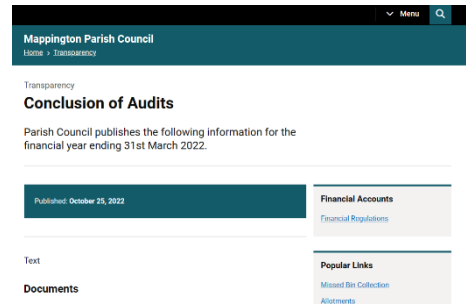 Menu
Mappington Parish Council
Home › Transparency
Transparency
Conclusion of Audits
Parish Council publishes the following information for the
financial year ending 31st March 2022.
Published: October 25, 2022
Financial Accounts
Financial Regulations
Text
Popular Links
Documents
Missed Bin Collection
Allotments